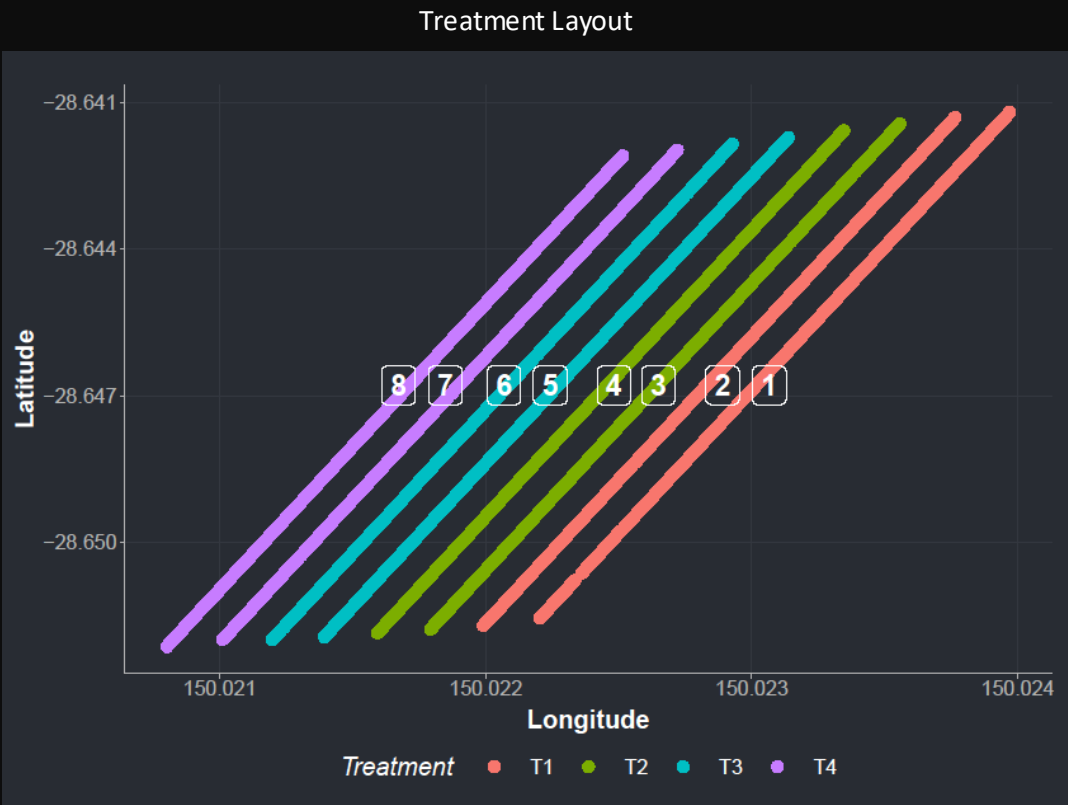 Treatment Layout
−28.641
−28.644
−28.647
−28.650
Latitude
8 7 6 5 4 3 2 1
150.021 150.022 150.023 150.024
Longitude
Treatment T1 T2 T3 T4